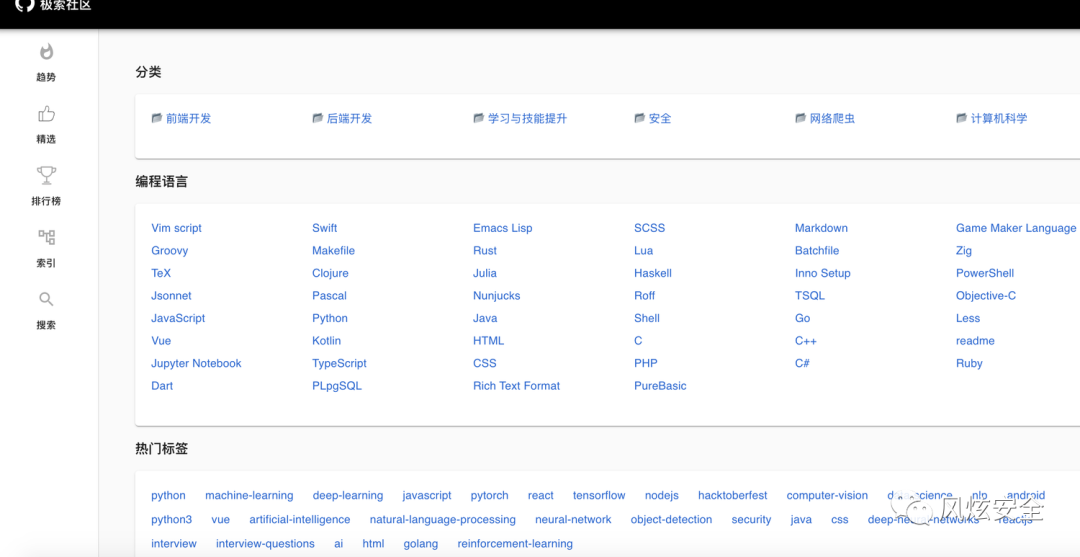 极索社区
趋势
精选
排行榜
索引
搜索
分类
前端开发 后端开发 学习与技能提升 安全 网络爬虫 计算机科学
编程语言
Vim script Swift Emacs Lisp SCSS Markdown Game Maker Language
Groovy Makefile Rust Lua Batchfile Zig
TeX Clojure Julia Haskell Inno Setup PowerShell
Jsonnet Pascal Nunjucks Roff TSQL Objective-C
JavaScript Python Java Shell Go Less
Vue Kotlin HTML C C++ readme
Jupyter Notebook TypeScript CSS PHP C# Ruby
Dart PLpgSQL Rich Text Format PureBasic
热门标签
python machine-learning deep-learning javascript pytorch react tensorflow nodejs hacktoberfest computer-vision nlp android
python3 vue artificial-intelligence natural-language-processing neural-network object-detection security java css
interview interview-questions ai html golang reinforcement-learning
风炫安全